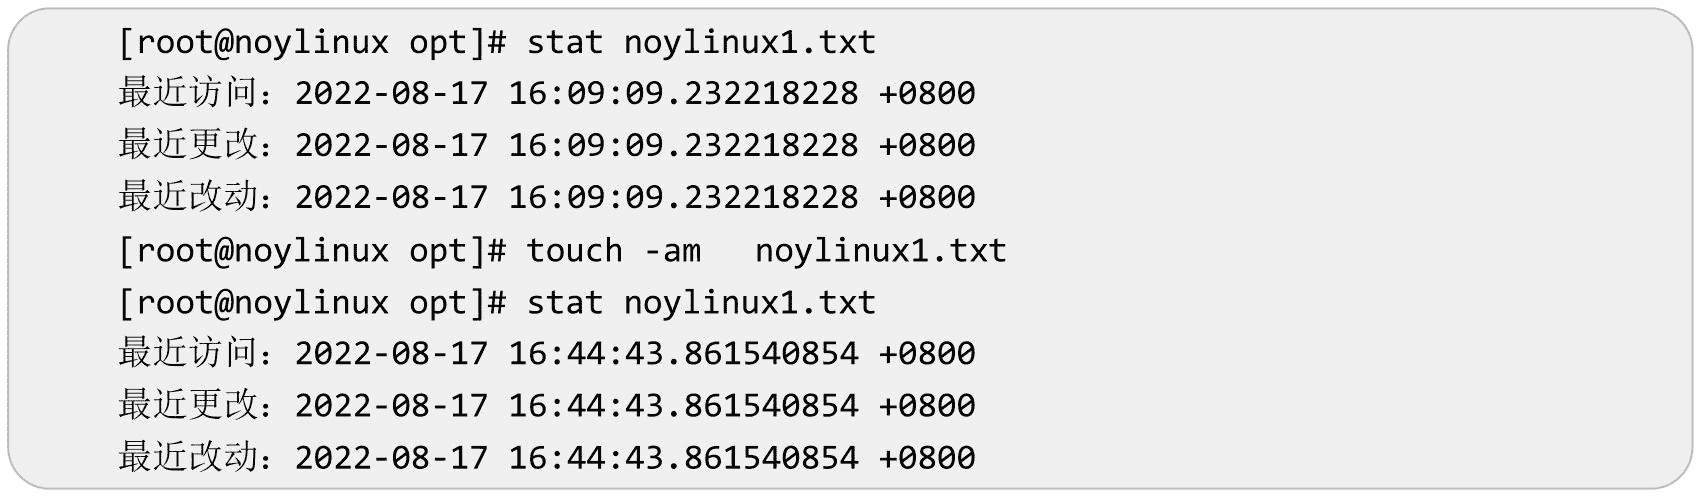 [root@noylinux opt]# stat noylinux1.txt
最近访问：2022-08-17 16:09:09.232218228 +0800
最近更改：2022-08-17 16:09:09.232218228 +0800
最近改动：2022-08-17 16:09:09.232218228 +0800
[root@noylinux opt]# touch -am   noylinux1.txt
[root@noylinux opt]# stat noylinux1.txt
最近访问：2022-08-17 16:44:43.861540854 +0800
最近更改：2022-08-17 16:44:43.861540854 +0800
最近改动：2022-08-17 16:44:43.861540854 +0800